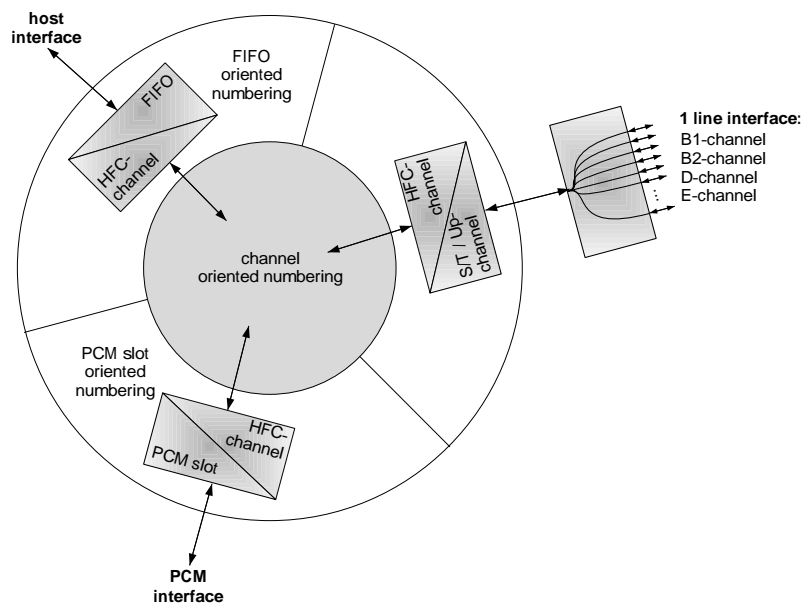 host
interface
FIFO
oriented
numbering
FIFO
HFC-
channel
1 line interface:
B1-channel
B2-channel
D-channel
...
E-channel
HFC-
channel
S/T / Up-
channel
channel
oriented numbering
PCM slot
oriented
numbering
HFC-
channel
PCM slot
PCM
interface